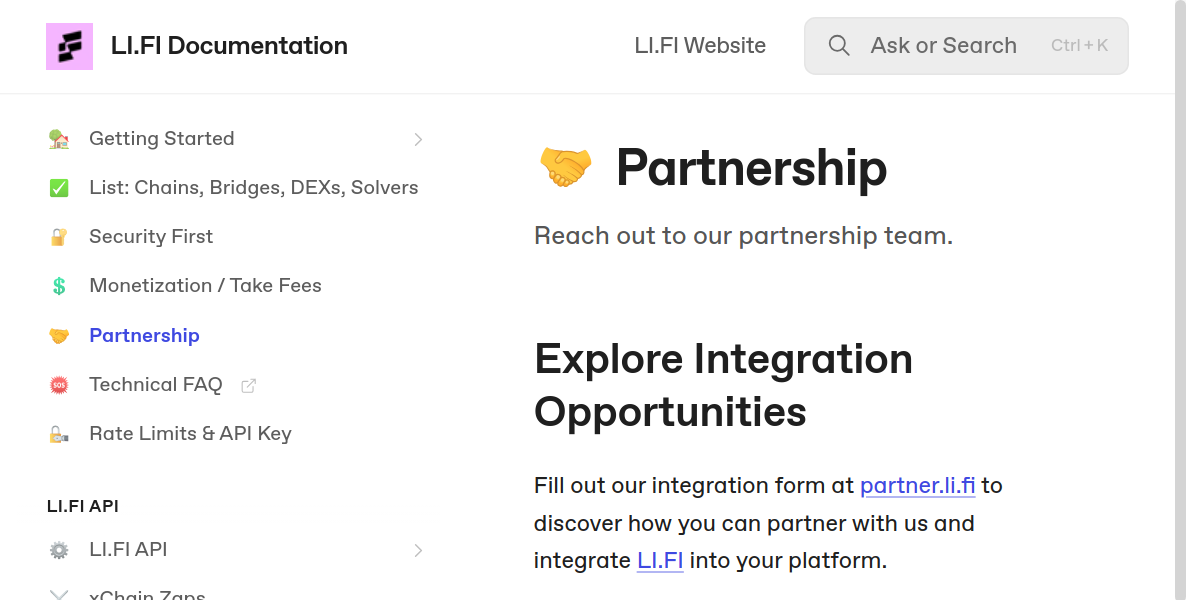 LI.FI Documentation
LI.FI Website
Ask or Search
Ctrl + K
Getting Started
List: Chains, Bridges, DEXs, Solvers
Security First
Monetization / Take Fees
Partnership
Technical FAQ
Rate Limits & API Key
LI.FI API
LI.FI API
xChain Zaps
Partnership
Reach out to our partnership team.
Explore Integration
Opportunities
Fill out our integration form at partner.li.fi to
discover how you can partner with us and
integrate LI.FI into your platform.